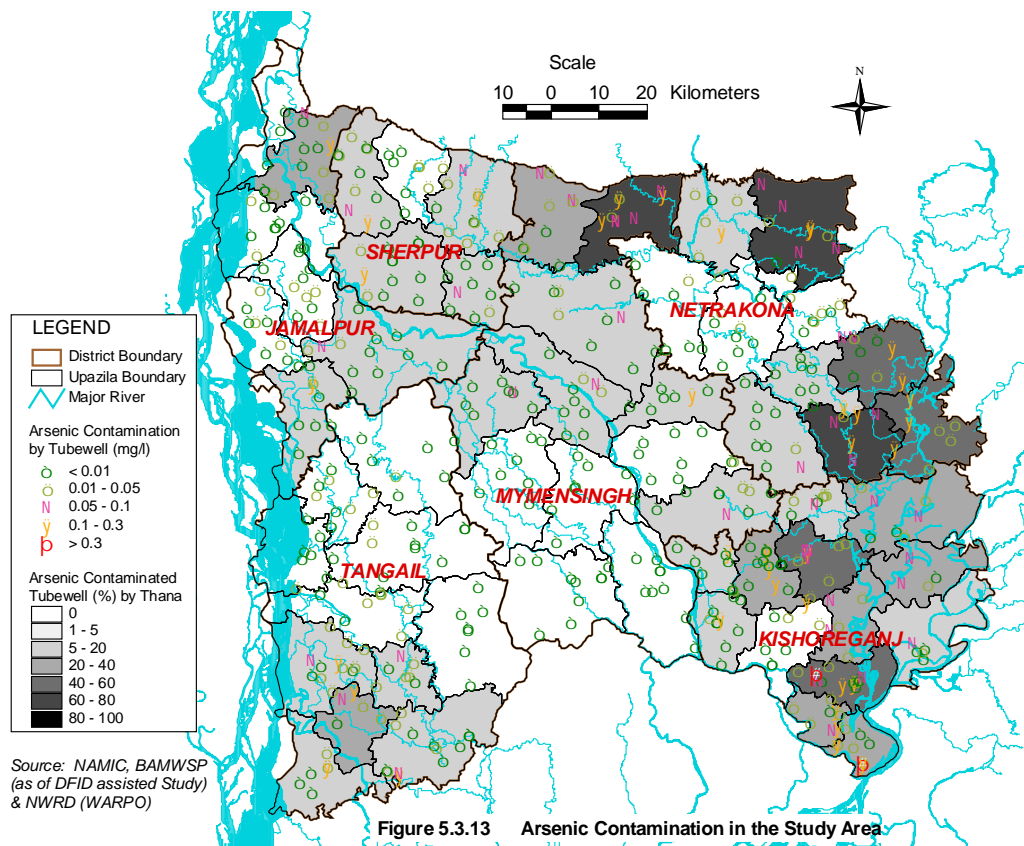 Scale
10 0 10 20 Kilometers
N
SHERPUR
JAMALPUR
NETRAKONA
MYMENSINGH
TANGAIL
KISHOREGANJ
LEGEND
District Boundary
Upazila Boundary
Major River
Arsenic Contamination
by Tubewell (mg/l)
< 0.01
0.01 - 0.05
0.05 - 0.1
0.1 - 0.3
> 0.3
Arsenic Contaminated
Tubewell (%) by Thana
0
1 - 5
5 - 20
20 - 40
40 - 60
60 - 80
80 - 100
Source: NAMIC, BAMWSP
(as of DFID assisted Study)
& NWRD (WARPO)
Figure 5.3.13 Arsenic Contamination in the Study Area